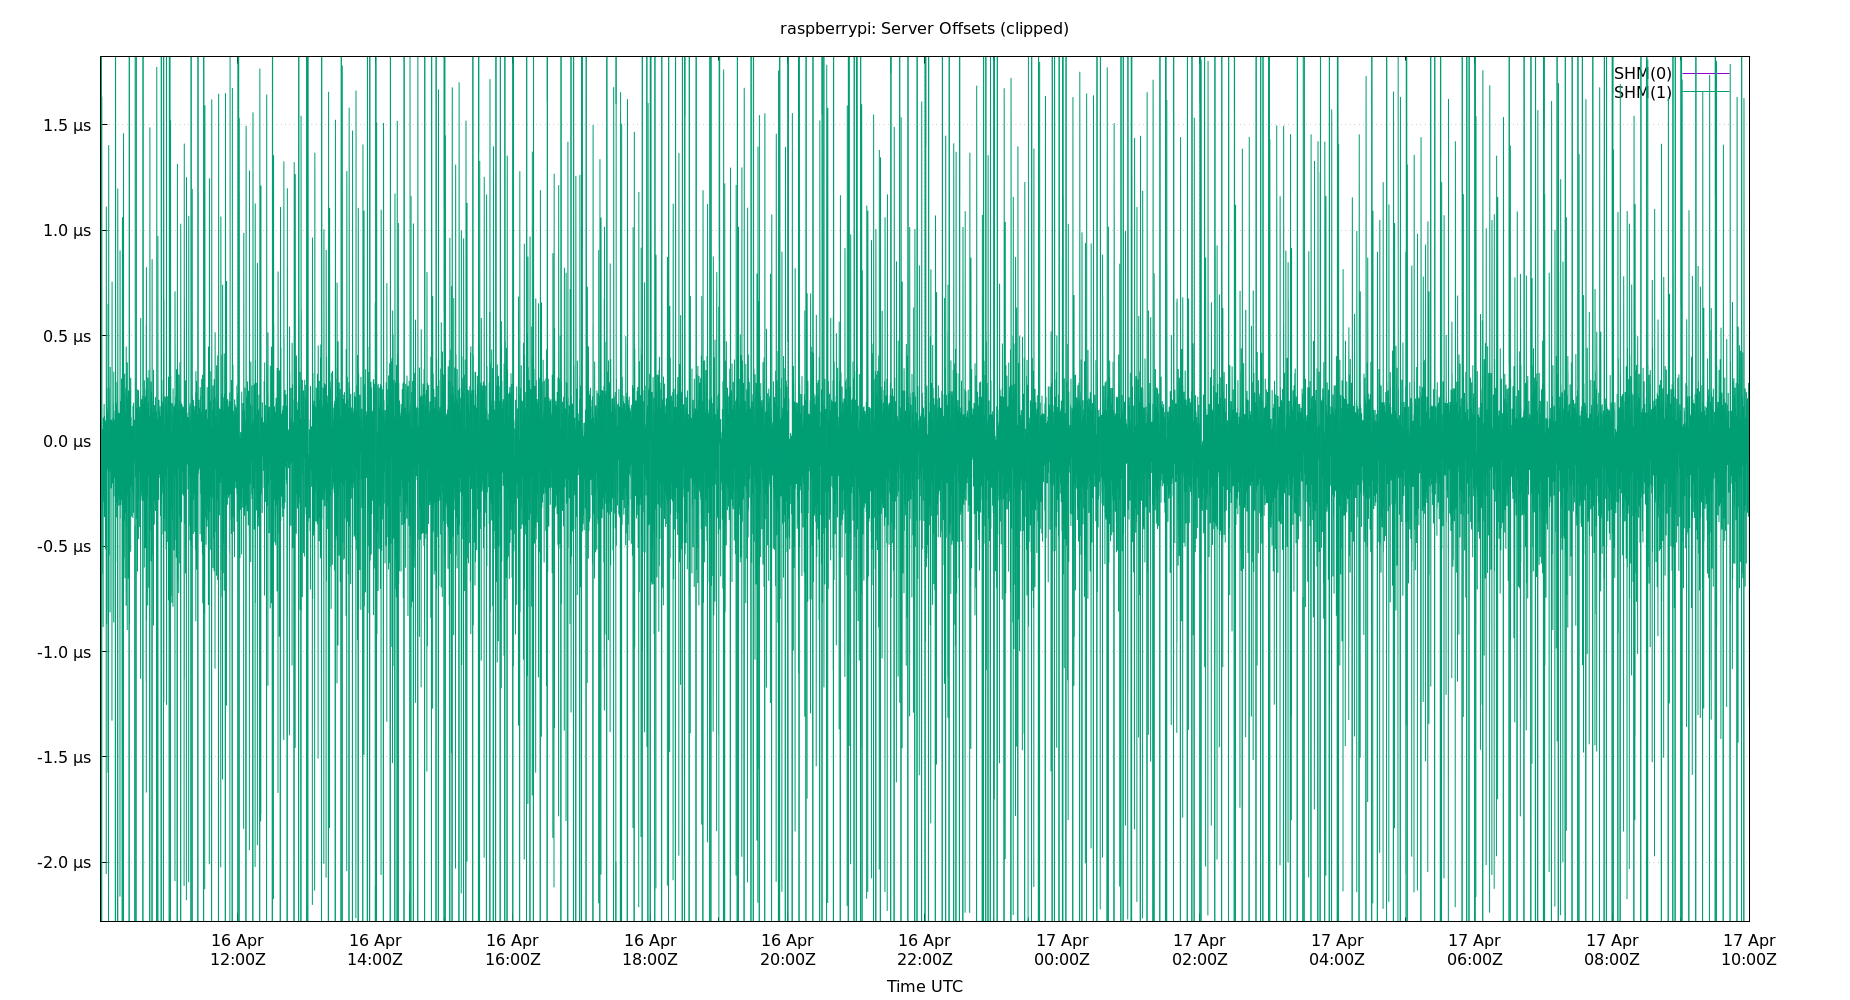 raspberrypi: Server Offsets (clipped)
SHM(0)
SHM(1)
1.5 µs
1.0 µs
0.5 µs
0.0 µs
-0.5 µs
-1.0 µs
-1.5 µs
-2.0 µs
16 Apr 16 Apr 16 Apr 16 Apr 16 Apr 16 Apr 17 Apr 17 Apr 17 Apr 17 Apr 17 Apr 17 Apr
12:00Z 14:00Z 16:00Z 18:00Z 20:00Z 22:00Z 00:00Z 02:00Z 04:00Z 06:00Z 08:00Z 10:00Z
Time UTC